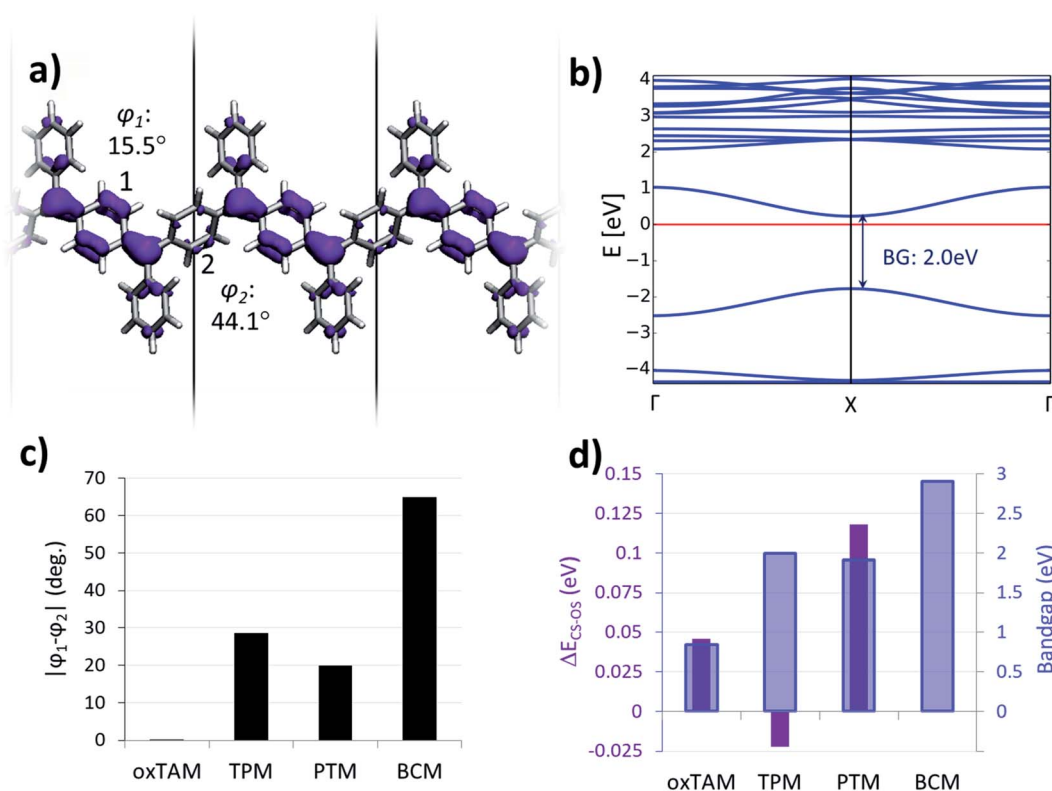 a)
φ1:
15.5°
1
2
φ2:
44.1°
b)
4
3
2
1
0
−1
−2
−3
−4
E [eV]
BG: 2.0eV
Γ X Γ
c)
70
60
50
40
30
20
10
0
|φ1-φ2| (deg.)
oxTAM TPM PTM BCM
d)
0.15
0.125
0.1
0.075
0.05
0.025
0
-0.025
ΔECS-OS (eV)
3
2.5
2
1.5
1
0.5
0
Bandgap (eV)
oxTAM TPM PTM BCM